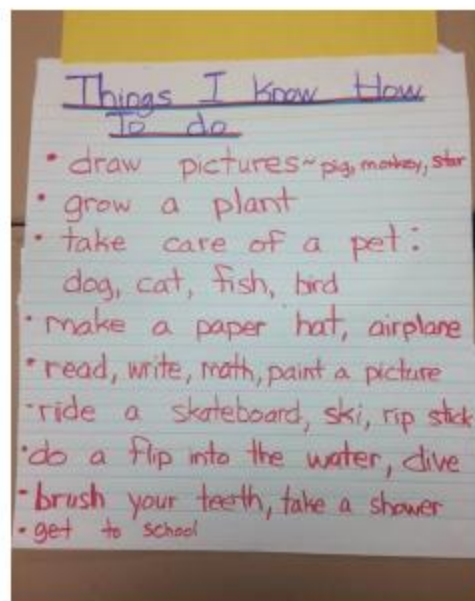 Things I Know How
To do
• draw pictures~ pig, monkey, star
• grow a plant
• take care of a pet:
dog, cat, fish, bird
• make a paper hat, airplane
• read, write, math, paint a picture
• ride a skateboard, ski, rip stick
• do a flip into the water, dive
• brush your teeth, take a shower
• get to school